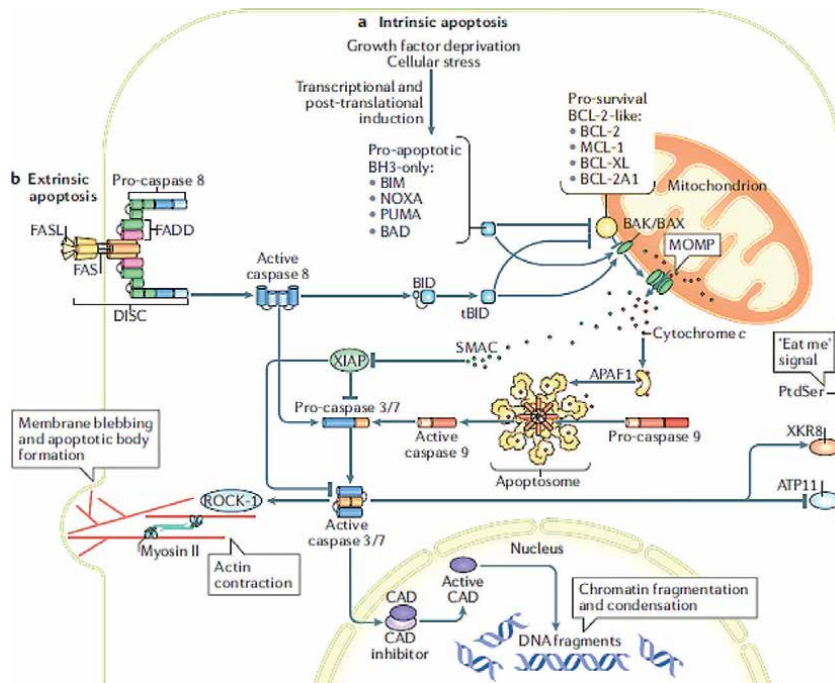 a Intrinsic apoptosis
Growth factor deprivation
Cellular stress
Transcriptional and
post-translational
induction
Pro-apoptotic
BH3-only:
• BIM
• NOXA
• PUMA
• BAD
Pro-survival
BCL-2-like:
• BCL-2
• MCL-1
• BCL-XL
• BCL-2A1
Mitochondrion
BAK/BAX
MOMP
b Extrinsic
apoptosis
Pro-caspase 8
FASL
FADD
FAS
DISC
Active
caspase 8
BID
tBID
Cytochrome c
SMAC
XIAP
APAF1
'Eat me'
signal
PtdSer
Pro-caspase 3/7
Active
caspase 9
Apoptosome
Pro-caspase 9
XKR8
ATP11
Membrane blebbing
and apoptotic body
formation
ROCK-1
Myosin II
Actin
contraction
Active
caspase 3/7
Nucleus
CAD
CAD
inhibitor
Active
CAD
Chromatin fragmentation
and condensation
DNA fragments